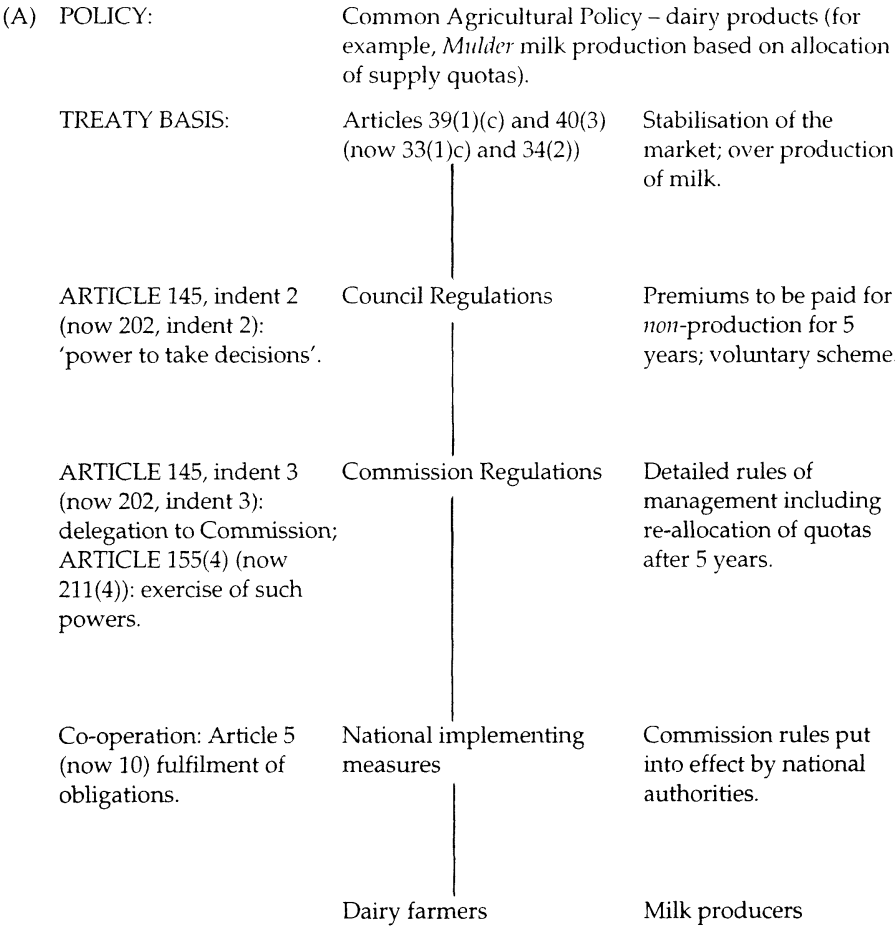 (A) POLICY: Common Agricultural Policy – dairy products (for
example, Mulder milk production based on allocation
of supply quotas).
TREATY BASIS: Articles 39(1)(c) and 40(3) Stabilisation of the
(now 33(1)c) and 34(2)) market; over production
of milk.
ARTICLE 145, indent 2 Council Regulations Premiums to be paid for
(now 202, indent 2): non-production for 5
'power to take decisions'. years; voluntary scheme
ARTICLE 145, indent 3 Commission Regulations Detailed rules of
(now 202, indent 3): management including
delegation to Commission; re-allocation of quotas
ARTICLE 155(4) (now after 5 years.
211(4)): exercise of such
powers.
Co-operation: Article 5 National implementing Commission rules put
(now 10) fulfilment of measures into effect by national
obligations. authorities.
Dairy farmers Milk producers